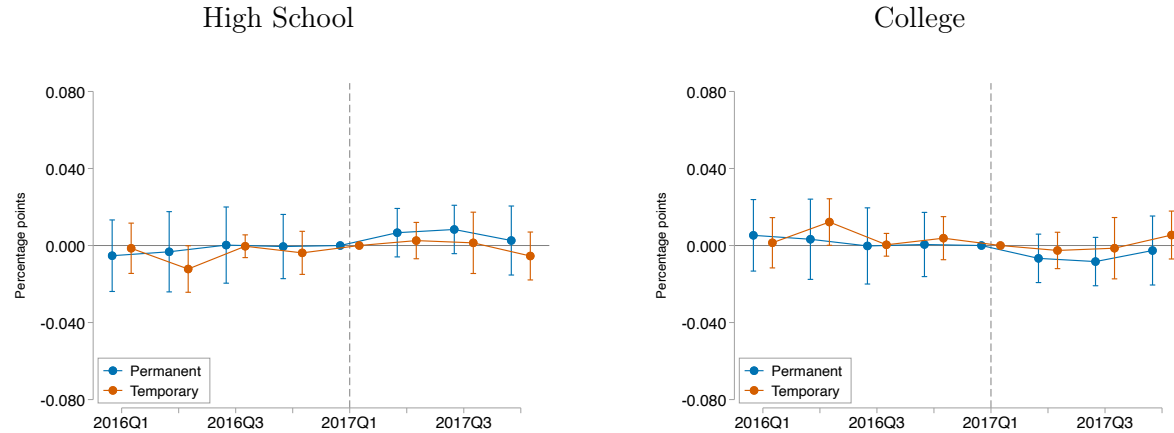 High School
College
Percentage points
0.080
0.040
0.000
-0.040
-0.080
Permanent
Temporary
2016Q1
2016Q3
2017Q1
2017Q3
Percentage points
0.080
0.040
0.000
-0.040
-0.080
Permanent
Temporary
2016Q1
2016Q3
2017Q1
2017Q3